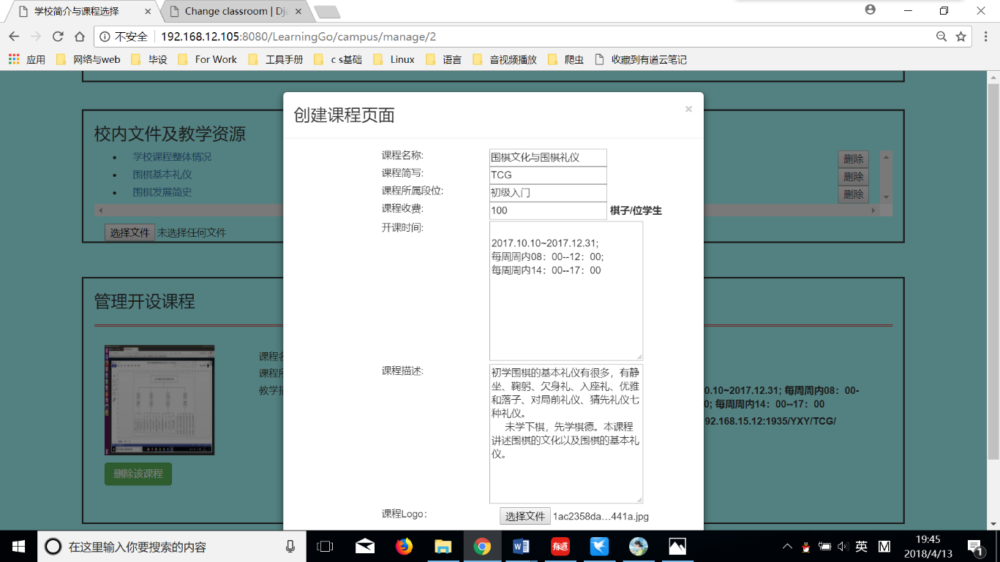 学校简介与课程选择
Change classroom | Dja
不安全 192.168.12.105:8080/LearningGo/campus/manage/2
应用 网络与web 毕设 For Work 工具手册 c s基础 Linux 语言 音视频播放 爬虫 收藏到有道云笔记
创建课程页面
×
校内文件及教学资源
学校课程整体情况 删除
围棋基本礼仪 删除
围棋发展简史 删除
选择文件 未选择任何文件
课程名称: 围棋文化与围棋礼仪
课程简写: TCG
课程所属段位: 初级入门
课程收费: 100 棋子/位学生
开课时间:
2017.10.10~2017.12.31;
每周周内08：00--12：00;
每周周内14：00--17：00
管理开设课程
课程名
课程所
教学描
0.10~2017.12.31; 每周周内08：00-
0; 每周周内14：00--17：00
92.168.15.12:1935/YXY/TCG/
删除该课程
课程描述:
初学围棋的基本礼仪有很多，有静
坐、鞠躬、欠身礼、入座礼、优雅
和落子、对局前礼仪、猜先礼仪七
种礼仪。
未学下棋，先学棋德。本课程
讲述围棋的文化以及围棋的基本礼
仪。
课程Logo： 选择文件 1ac2358da...441a.jpg
在这里输入你要搜索的内容
有道
英 M
19:45
2018/4/13
1